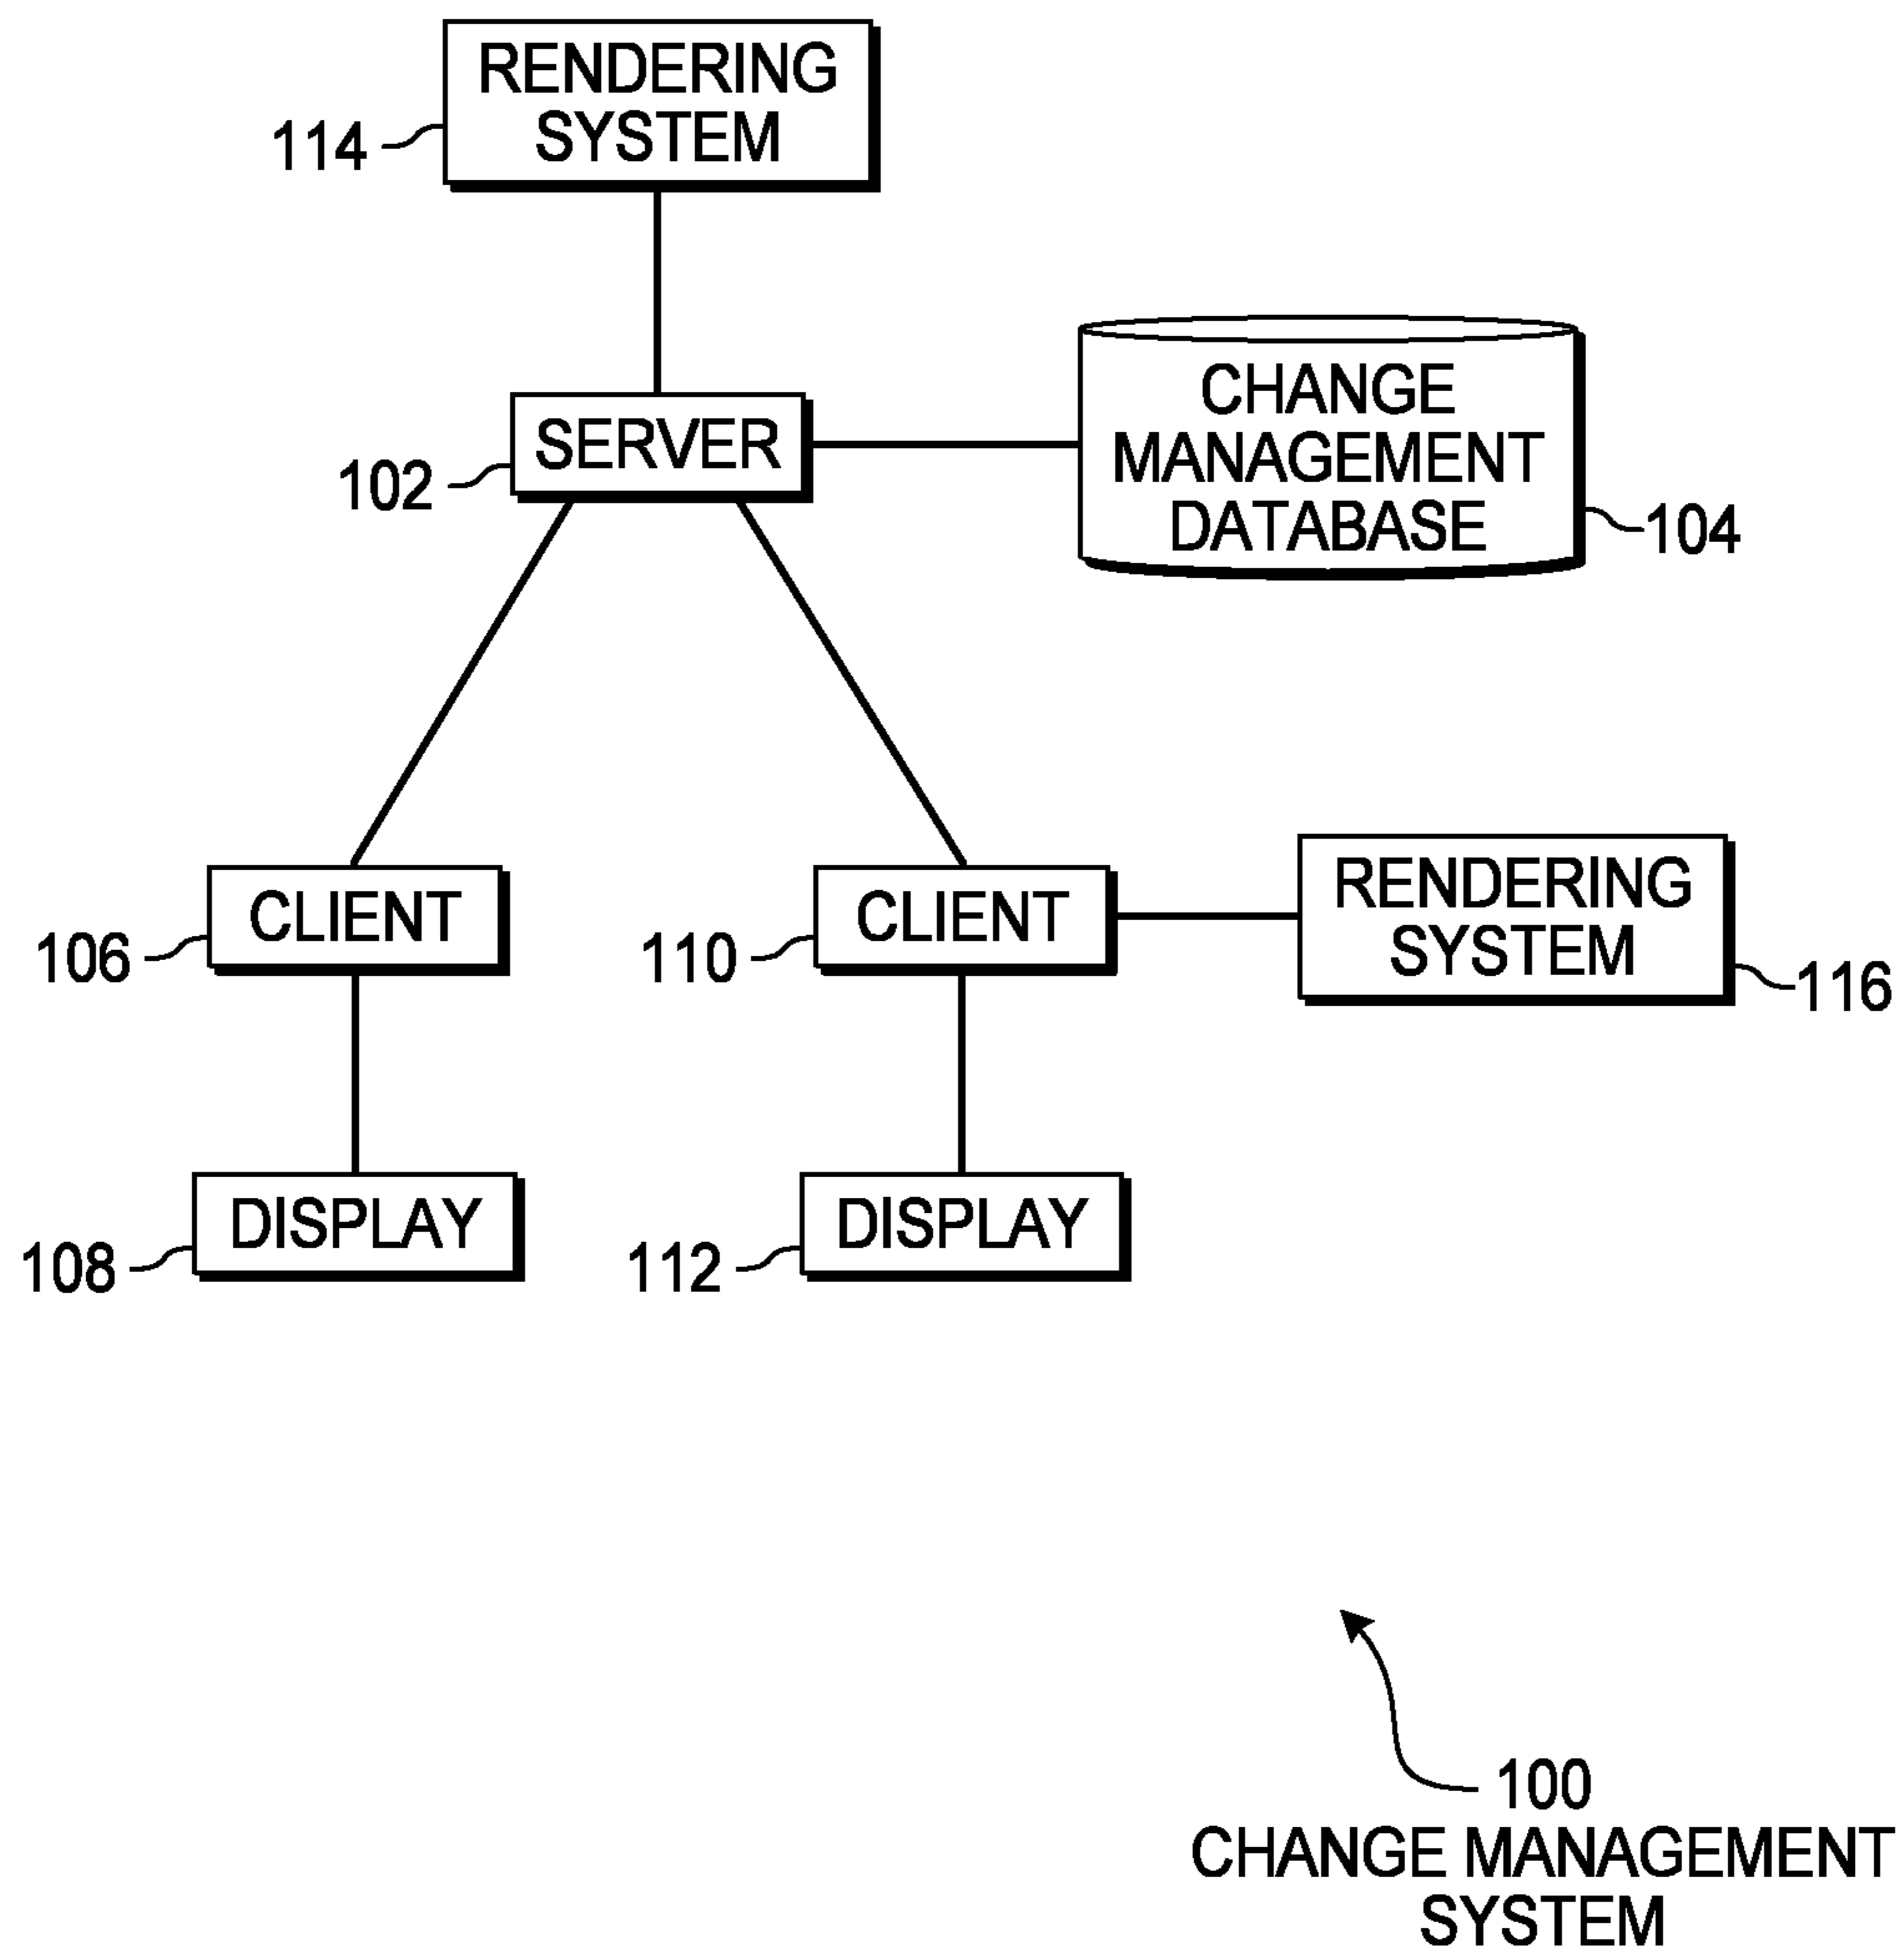 RENDERING
SYSTEM
114
SERVER
102
CHANGE
MANAGEMENT
DATABASE
104
CLIENT
106
CLIENT
110
RENDERING
SYSTEM
116
DISPLAY
108
DISPLAY
112
100
CHANGE MANAGEMENT
SYSTEM